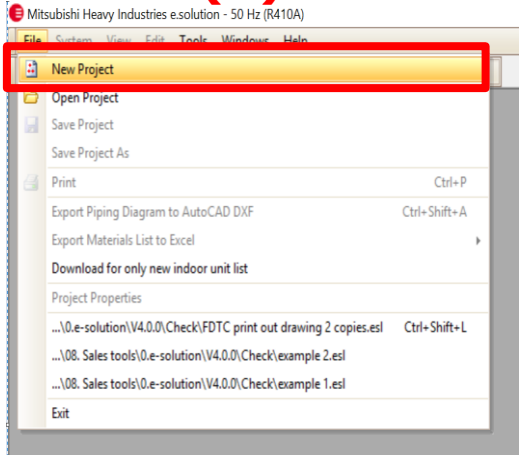 Mitsubishi Heavy Industries e.solution - 50 Hz (R410A)
File System View Edit Tools Windows Help
New Project
Open Project
Save Project
Save Project As
Print Ctrl+P
Export Piping Diagram to AutoCAD DXF Ctrl+Shift+A
Export Materials List to Excel
Download for only new indoor unit list
Project Properties
...\0.e-solution\V4.0.0\Check\FDTC print out drawing 2 copies.esl Ctrl+Shift+L
...\08. Sales tools\0.e-solution\V4.0.0\Check\example 2.esl
...\08. Sales tools\0.e-solution\V4.0.0\Check\example 1.esl
Exit